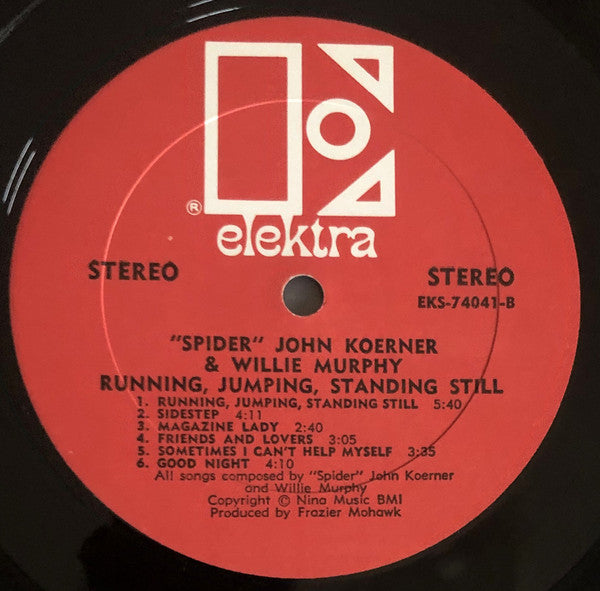 ®
elektra
STEREO
STEREO
EKS-74041-B
"SPIDER" JOHN KOERNER
& WILLIE MURPHY
RUNNING, JUMPING, STANDING STILL
1. RUNNING, JUMPING, STANDING STILL 5:40
2. SIDESTEP 4:11
3. MAGAZINE LADY 2:40
4. FRIENDS AND LOVERS 3:05
5. SOMETIMES I CAN'T HELP MYSELF 3:35
6. GOOD NIGHT 4:10
All songs composed by "Spider" John Koerner
and Willie Murphy
Copyright © Nina Music BMI
Produced by Frazier Mohawk